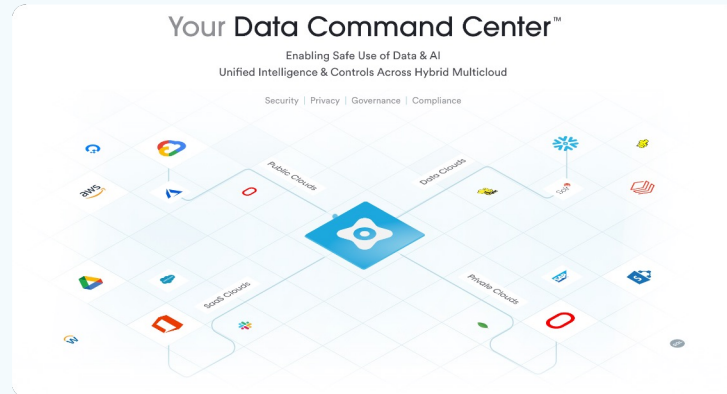 Your Data Command Center™
Enabling Safe Use of Data & AI
Unified Intelligence & Controls Across Hybrid Multicloud
Security | Privacy | Governance | Compliance
Public Clouds
Data Clouds
aws
SaaS Clouds
Private Clouds
SAP